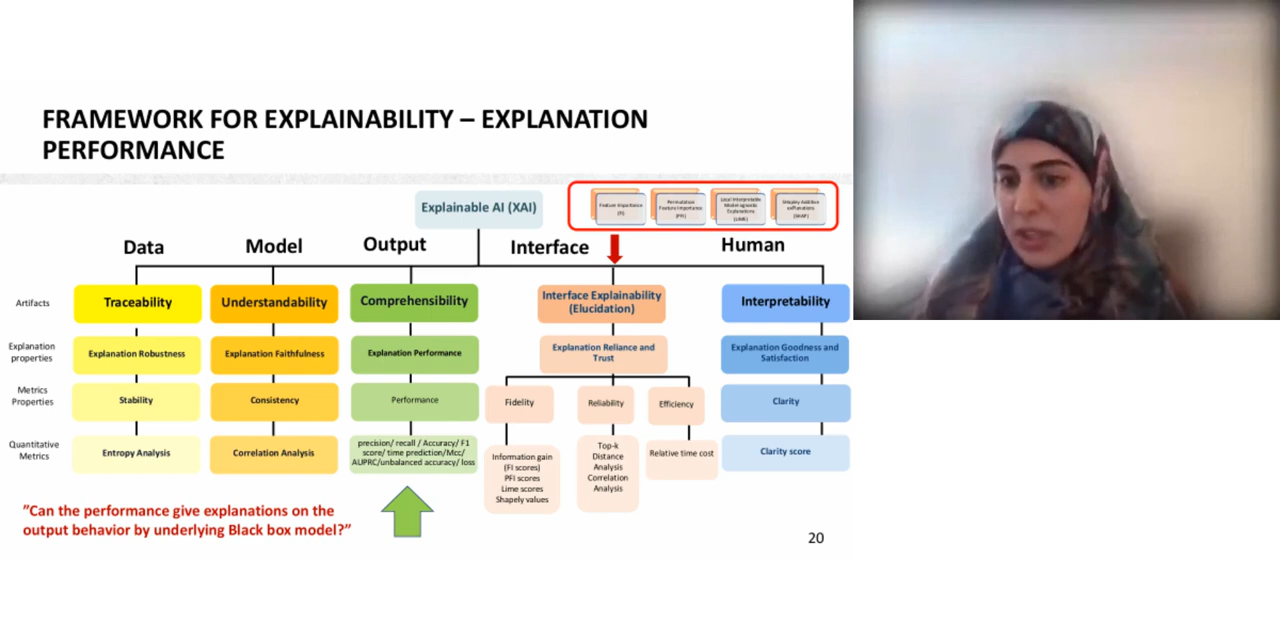 FRAMEWORK FOR EXPLAINABILITY – EXPLANATION
PERFORMANCE
Explainable AI (XAI)
Feature Importance
(FI)
Permutation
Feature Importance
(PFI)
Local Interpretable
Model-agnostic
Explanations
(LIME)
Shapley Additive
exPlanations
(SHAP)
Data
Model
Output
Interface
Human
Artifacts
Traceability
Understandability
Comprehensibility
Interface Explainability
(Elucidation)
Interpretability
Explanation
properties
Explanation Robustness
Explanation Faithfulness
Explanation Performance
Explanation Reliance and
Trust
Explanation Goodness and
Satisfaction
Metrics
Properties
Stability
Consistency
Performance
Fidelity
Reliability
Efficiency
Clarity
Quantitative
Metrics
Entropy Analysis
Correlation Analysis
precision/ recall / Accuracy/ F1
score/ time prediction/Mcc/
AUPRC/unbalanced accuracy/ loss
Information gain
(FI scores)
PFI scores
Lime scores
Shapely values
Top-k
Distance
Analysis
Correlation
Analysis
Relative time cost
Clarity score
”Can the performance give explanations on the
output behavior by underlying Black box model?”
20